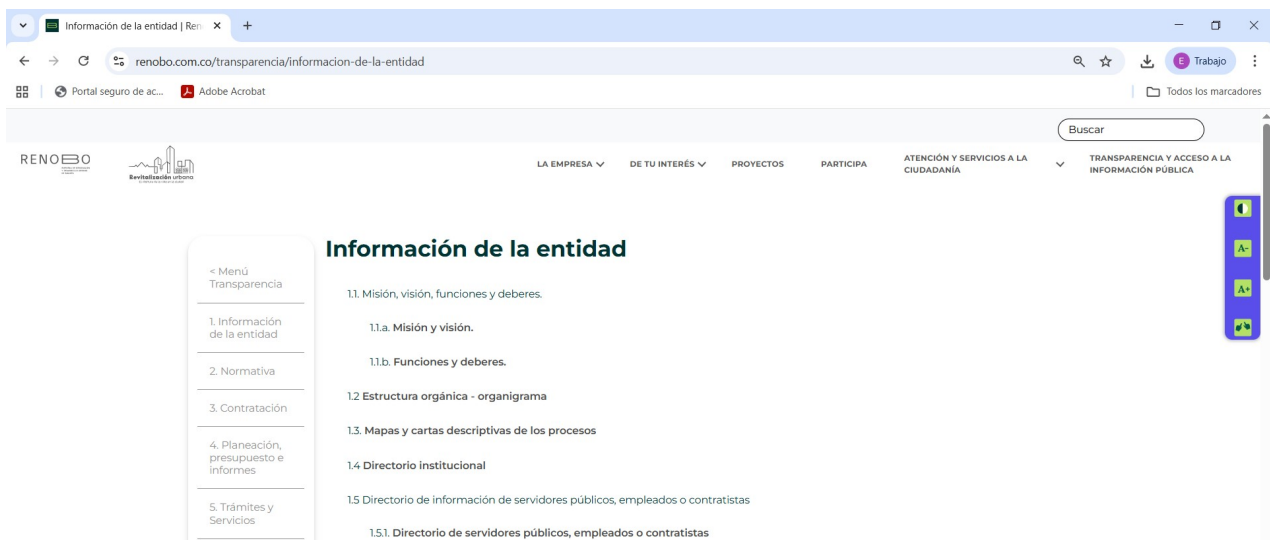 Información de la entidad | Ren
renobo.com.co/transparencia/informacion-de-la-entidad
E Trabajo
Portal seguro de ac...
Adobe Acrobat
Todos los marcadores
Buscar
RENOBO
Revitalización urbana
LA EMPRESA
DE TU INTERÉS
PROYECTOS
PARTICIPA
ATENCIÓN Y SERVICIOS A LA
CIUDADANÍA
TRANSPARENCIA Y ACCESO A LA
INFORMACIÓN PÚBLICA
A-
A+
< Menú
Transparencia
1. Información
de la entidad
2. Normativa
3. Contratación
4. Planeación,
presupuesto e
informes
5. Trámites y
Servicios
Información de la entidad
1.1. Misión, visión, funciones y deberes.
1.1.a. Misión y visión.
1.1.b. Funciones y deberes.
1.2 Estructura orgánica - organigrama
1.3. Mapas y cartas descriptivas de los procesos
1.4 Directorio institucional
1.5 Directorio de información de servidores públicos, empleados o contratistas
1.5.1. Directorio de servidores públicos, empleados o contratistas